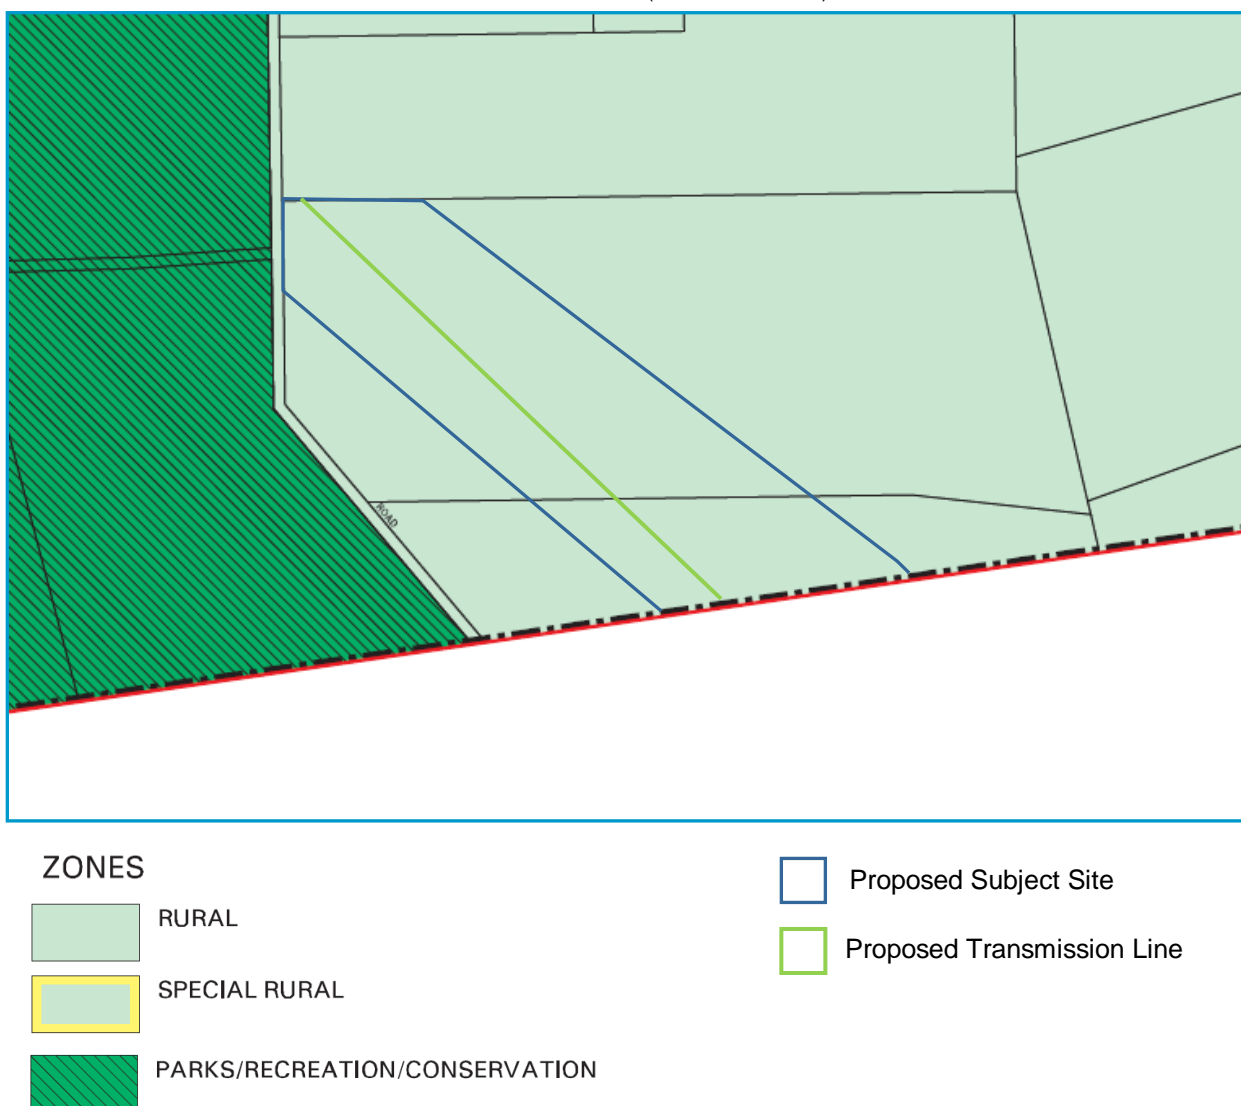 ROAD
ZONES
RURAL
SPECIAL RURAL
PARKS/RECREATION/CONSERVATION
Proposed Subject Site
Proposed Transmission Line